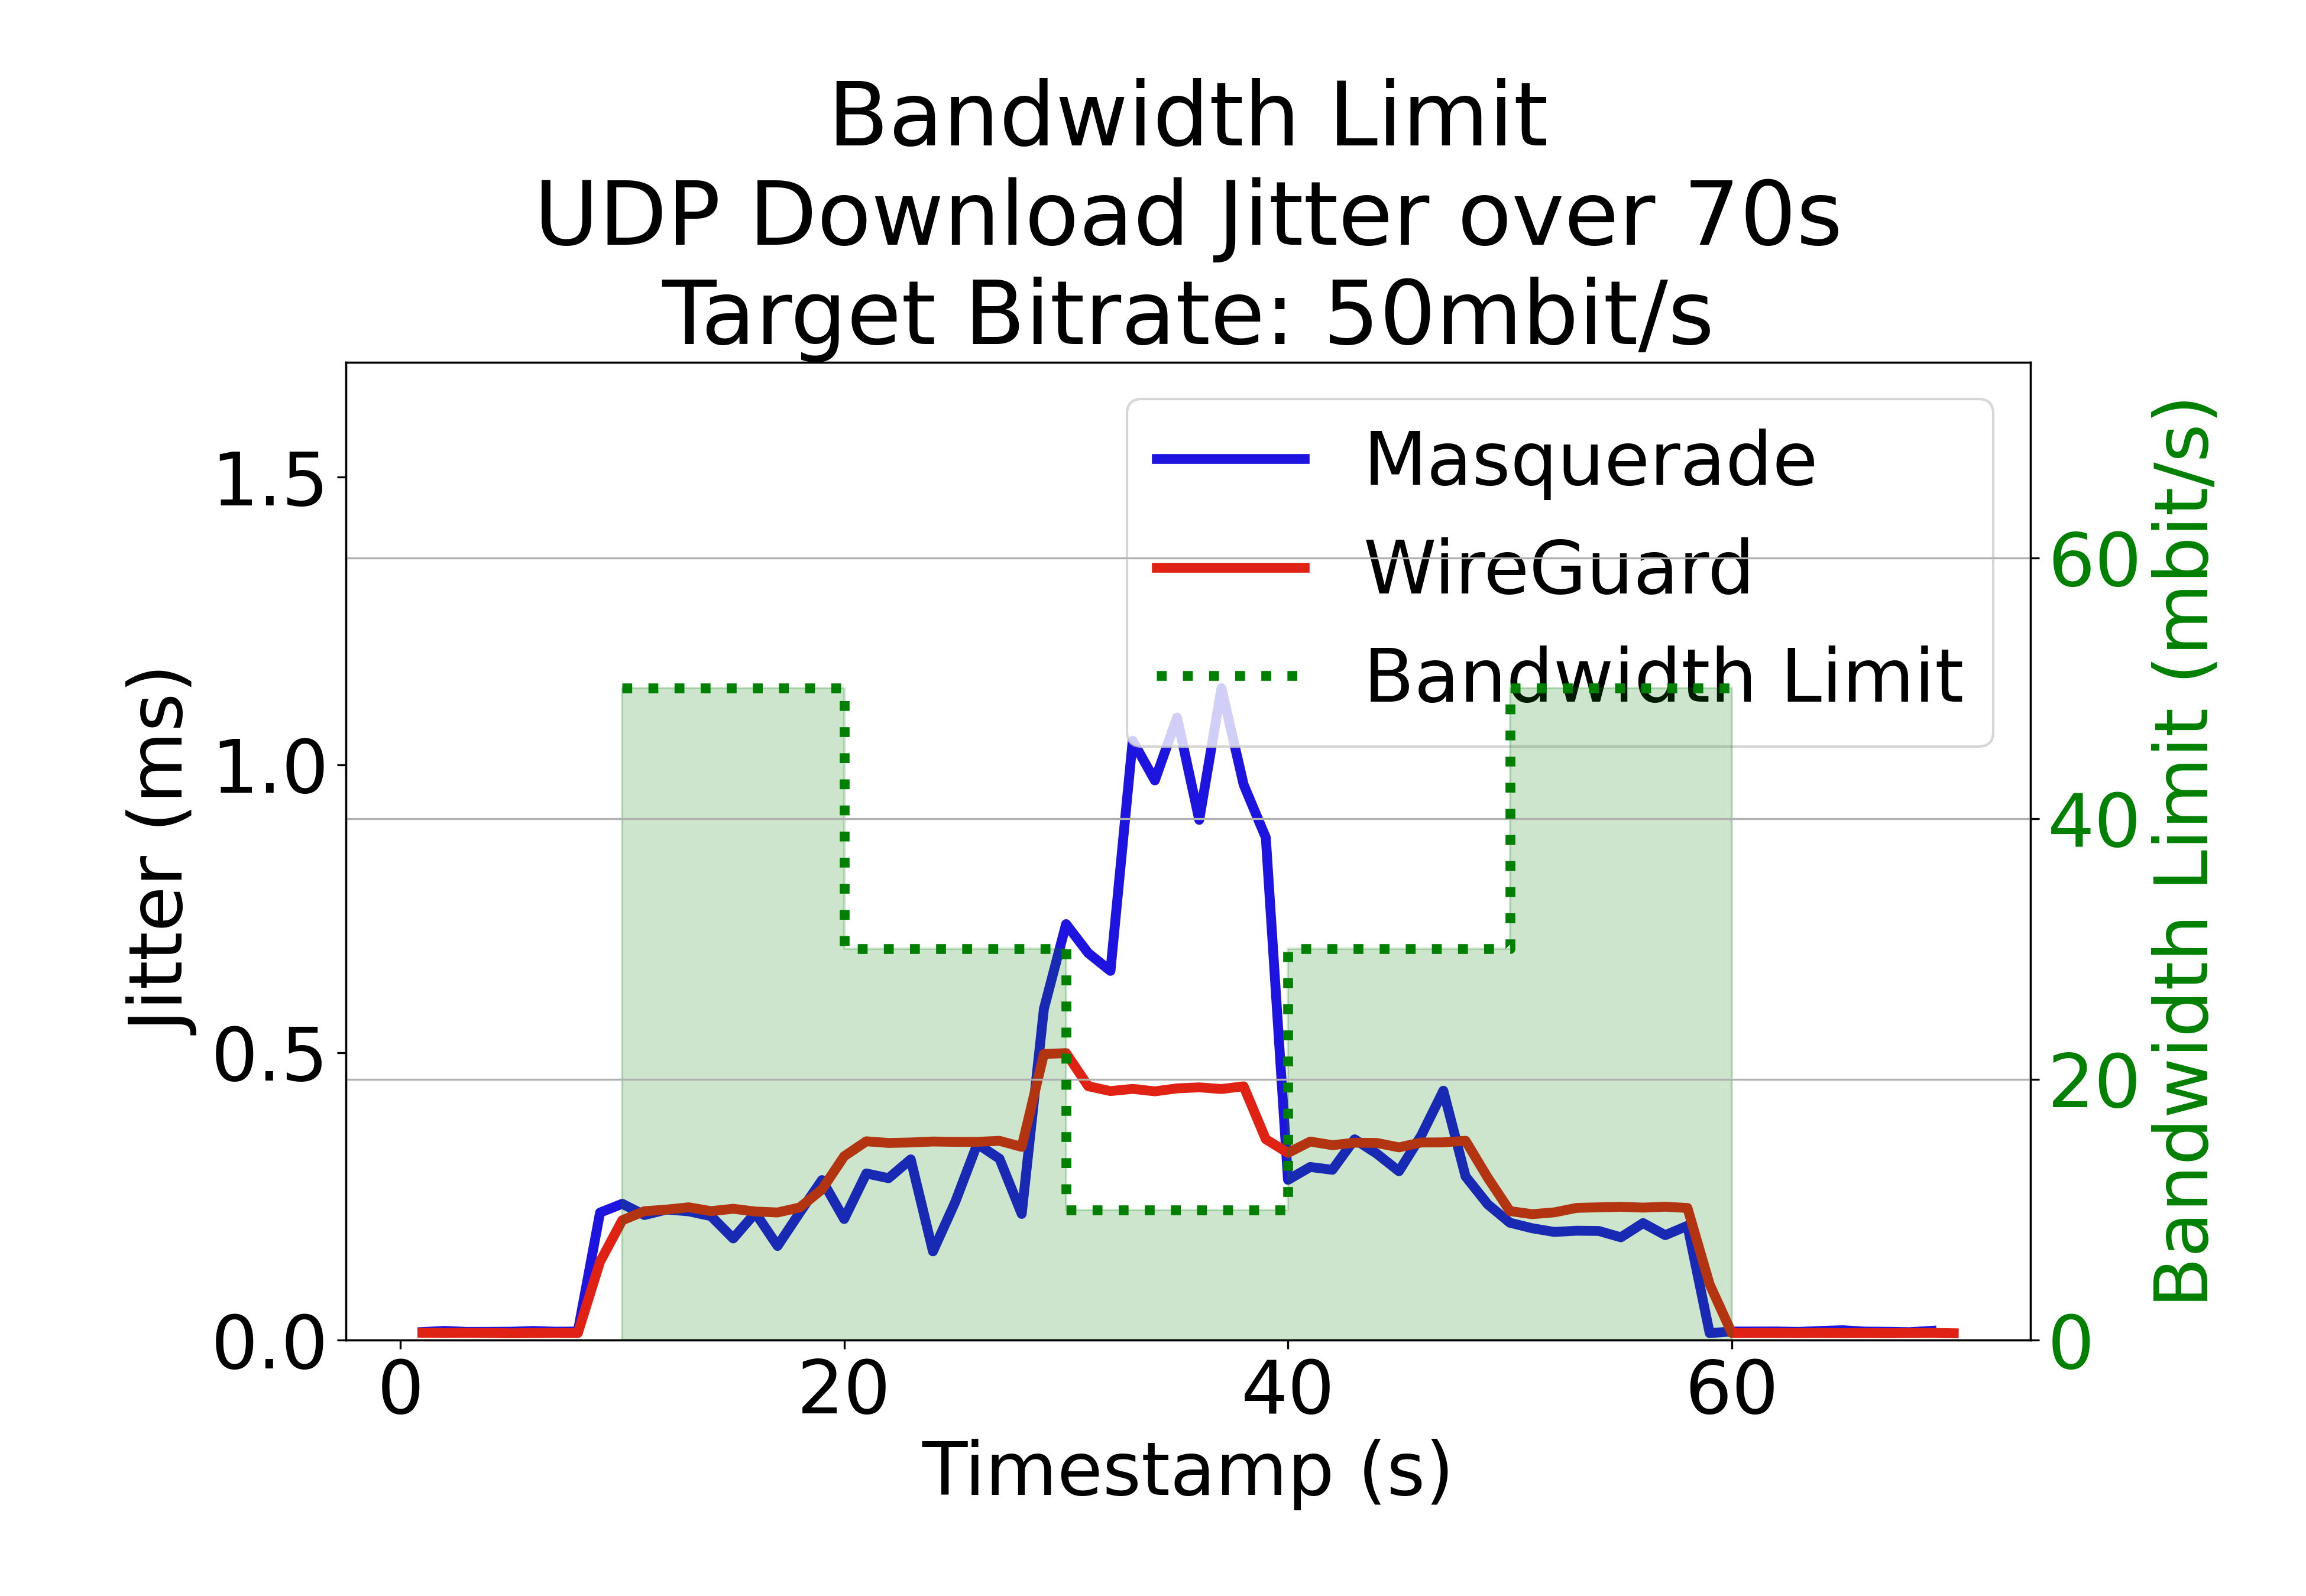 Bandwidth Limit
UDP Download Jitter over 70s
Target Bitrate: 50mbit/s
Masquerade
WireGuard
Bandwidth Limit
Jitter (ms)
1.5
1.0
0.5
0.0
0
20
40
60
Timestamp (s)
60
40
20
0
Bandwidth Limit (mbit/s)